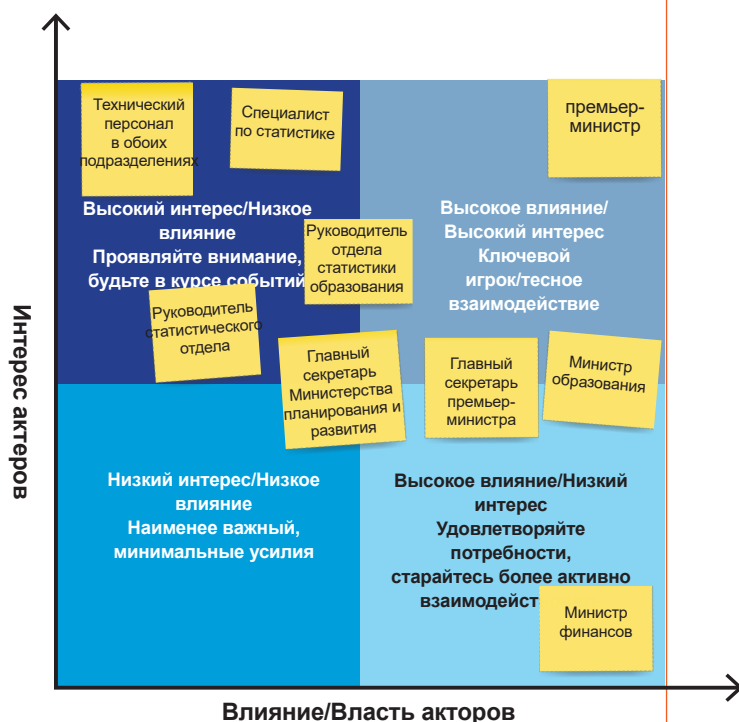 Технический
персонал
в обоих
подразделениях
Специалист
по статистике
премьер-
министр
Высокий интерес/Низкое
влияние
Проявляйте внимание,
будьте в курсе событий
Руководитель
отдела
статистики
образования
Высокое влияние/
Высокий интерес
Ключевой
игрок/тесное
взаимодействие
Руководитель
статистического
отдела
Главный
секретарь
Министерства
планирования и
развития
Главный
секретарь
премьер-
министра
Министр
образования
Интерес актеров
Низкий интерес/Низкое
влияние
Наименее важный,
минимальные усилия
Высокое влияние/Низкий
интерес
Удовлетворяйте
потребности,
старайтесь более активно
Министр
финансов
Влияние/Власть акторов